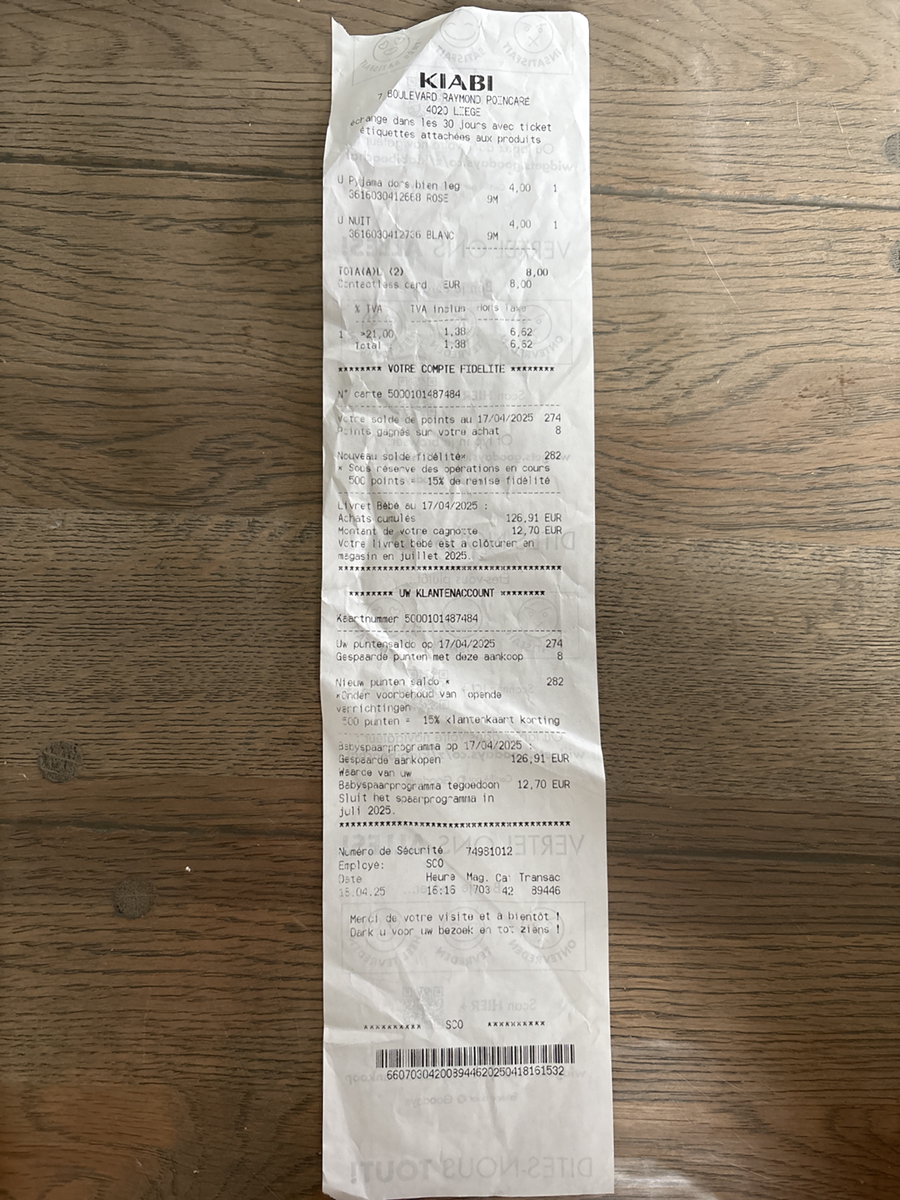 KIABI
7, BOULEVARD RAYMOND POINCARE
4020 LIEGE
échange dans les 30 jours avec ticket
étiquettes attachées aux produits
U Pyjama dors bien leg 4,00 1
3616030412668 ROSE 9M
U NUIT 4,00 1
3616030412736 BLANC 9M
TOTA(A)L (2) 8,00
Contactless card EUR 8,00
% TVA TVA inclus Hors Taxe
1 *21,00 1,38 6,62
Total 1,38 6,62
******** VOTRE COMPTE FIDELITE ********
N° carte 5000101487484
Votre solde de points au 17/04/2025 274
Points gagnés sur votre achat 8
Nouveau solde fidélité* 282
* Sous réserve des opérations en cours
500 points = 15% de remise fidélité
Livret Bébé au 17/04/2025 :
Achats cumulés 126,91 EUR
Montant de votre cagnotte 12,70 EUR
Votre livret bébé est à clôturer en
magasin en juillet 2025.
****************************************
******** UW KLANTENACCOUNT ********
Kaartnummer 5000101487484
Uw puntensaldo op 17/04/2025 274
Gespaarde punten met deze aankoop 8
Nieuw punten saldo * 282
*Onder voorbehoud van lopende
verrichtingen
500 punten = 15% klantenkaart korting
Babyspaarprogramma op 17/04/2025 :
Gespaarde aankopen 126,91 EUR
Waarde van uw
Babyspaarprogramma tegoedbon 12,70 EUR
Sluit het spaarprogramma in
juli 2025.
****************************************
Numéro de Sécurité 74981012
Employé: SCO
Date Heure Mag. Cai Transac
18.04.25 16:16 703 42 89446
Merci de votre visite et à bientôt !
Dank u voor uw bezoek en tot ziens !
********** SCO **********
660703042008944620250418161532